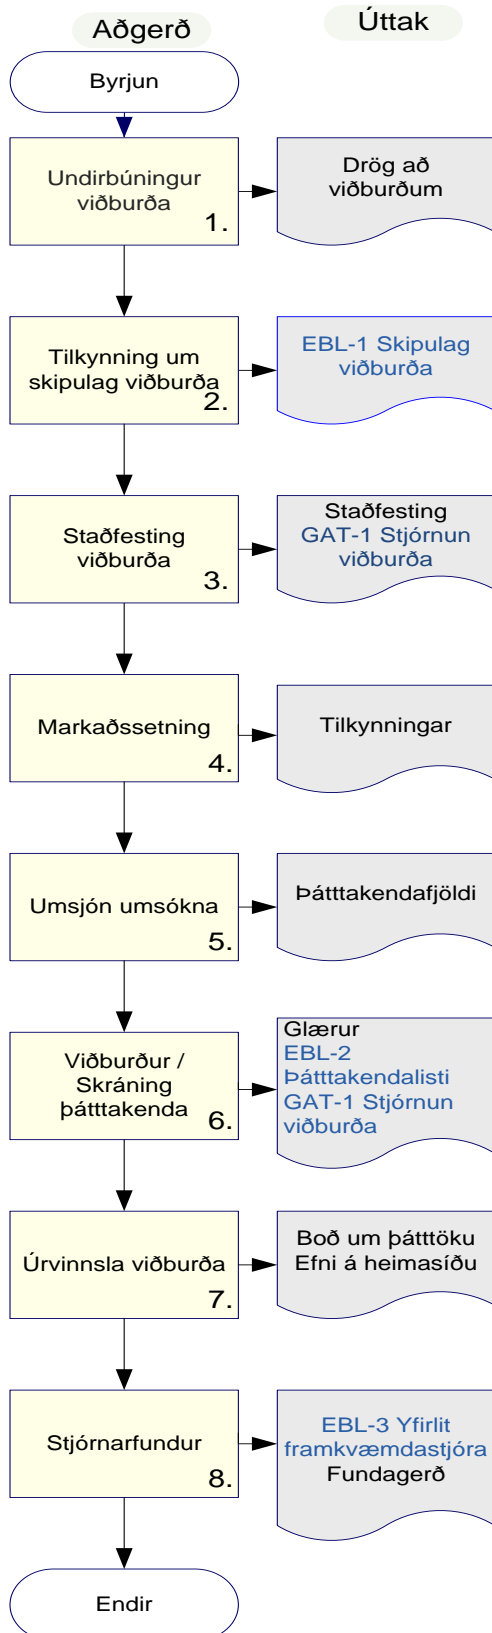 Aðgerð
Úttak
Byrjun
Undirbúningur
viðburða
1.
Drög að
viðburðum
Tilkynning um
skipulag viðburða
2.
EBL-1 Skipulag
viðburða
Staðfesting
viðburða
3.
Staðfesting
GAT-1 Stjórnun
viðburða
Markaðssetning
4.
Tilkynningar
Umsjón umsókna
5.
Þátttakendafjöldi
Viðburður /
Skráning
þátttakenda
6.
Glærur
EBL-2
Þátttakendalisti
GAT-1 Stjórnun
viðburða
Úrvinnsla viðburða
7.
Boð um þátttöku
Efni á heimasíðu
Stjórnarfundur
8.
EBL-3 Yfirlit
framkvæmdastjóra
Fundagerð
Endir